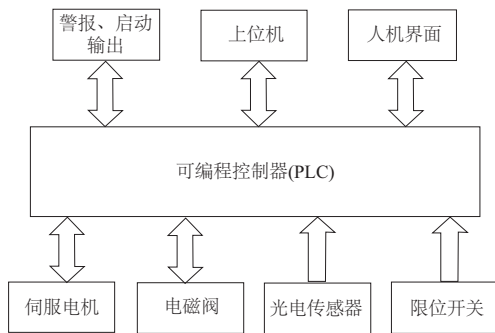 警报、启动
输出
上位机
人机界面
可编程控制器(PLC)
伺服电机
电磁阀
光电传感器
限位开关